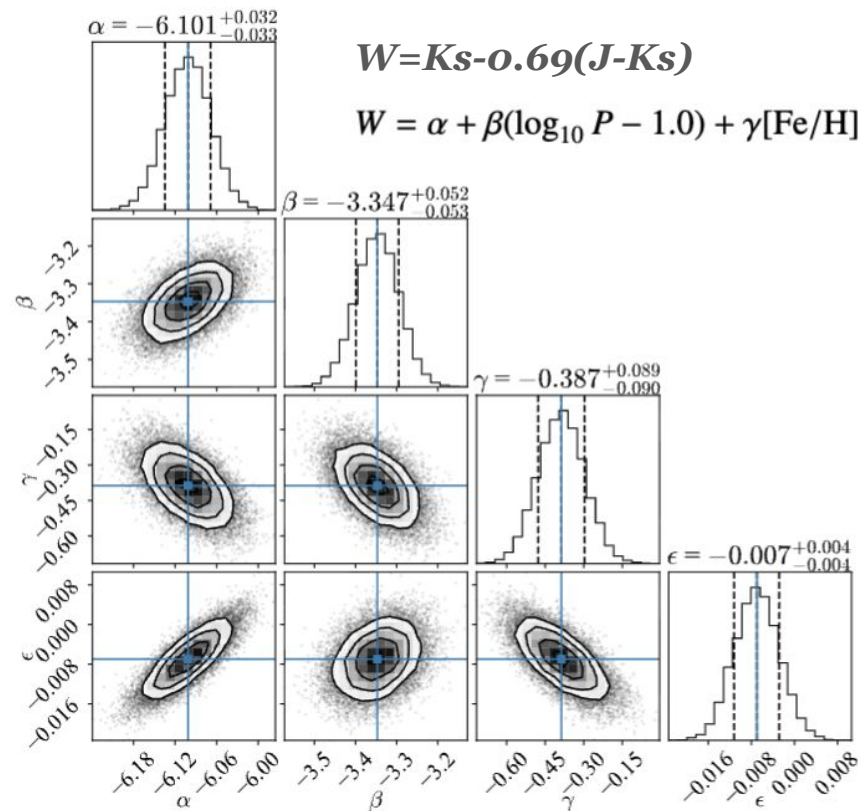 α = −6.101^{+0.032}_{−0.033}
W=Ks-0.69(J-Ks)
W = α + β(log₁₀ P − 1.0) + γ[Fe/H]
β = −3.347^{+0.052}_{−0.053}
β
−3.2
−3.3
−3.4
−3.5
γ = −0.387^{+0.089}_{−0.090}
γ
−0.15
−0.30
−0.45
−0.60
ϵ = −0.007^{+0.004}_{−0.004}
ϵ
0.008
0.000
−0.008
−0.016
−6.18 −6.12 −6.06 −6.00
−3.5 −3.4 −3.3 −3.2
−0.60 −0.45 −0.30 −0.15
−0.016 −0.008 0.000 0.008
α β γ ϵ